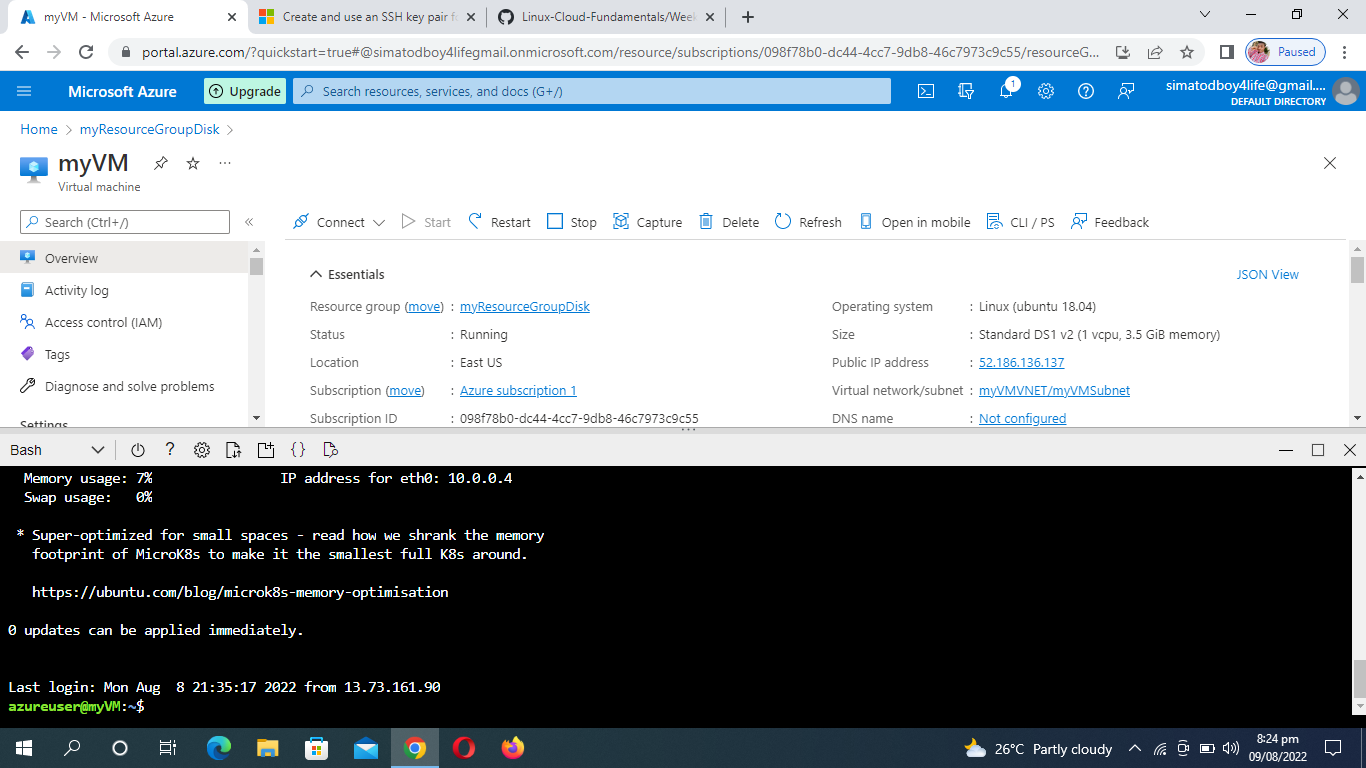 myVM - Microsoft Azure
Create and use an SSH key pair f
Linux-Cloud-Fundamentals/Week
portal.azure.com/?quickstart=true#@simatodboy4lifegmail.onmicrosoft.com/resource/subscriptions/098f78b0-dc44-4cc7-9db8-46c7973c9c55/resourceG...
Paused
Microsoft Azure
Upgrade
Search resources, services, and docs (G+/)
1
simatodboy4life@gmail....
DEFAULT DIRECTORY
Home > myResourceGroupDisk >
myVM
Virtual machine
Search (Ctrl+/)
Connect
Start
Restart
Stop
Capture
Delete
Refresh
Open in mobile
CLI / PS
Feedback
Overview
Activity log
Access control (IAM)
Tags
Diagnose and solve problems
Settings
Essentials
JSON View
Resource group (move) : myResourceGroupDisk
Status : Running
Location : East US
Subscription (move) : Azure subscription 1
Subscription ID : 098f78b0-dc44-4cc7-9db8-46c7973c9c55
Operating system : Linux (ubuntu 18.04)
Size : Standard DS1 v2 (1 vcpu, 3.5 GiB memory)
Public IP address : 52.186.136.137
Virtual network/subnet : myVMVNET/myVMSubnet
DNS name : Not configured
Bash
Memory usage: 7% IP address for eth0: 10.0.0.4
Swap usage: 0%
* Super-optimized for small spaces - read how we shrank the memory
footprint of MicroK8s to make it the smallest full K8s around.
https://ubuntu.com/blog/microk8s-memory-optimisation
0 updates can be applied immediately.
Last login: Mon Aug 8 21:35:17 2022 from 13.73.161.90
azureuser@myVM:~$
26°C Partly cloudy
8:24 pm
09/08/2022